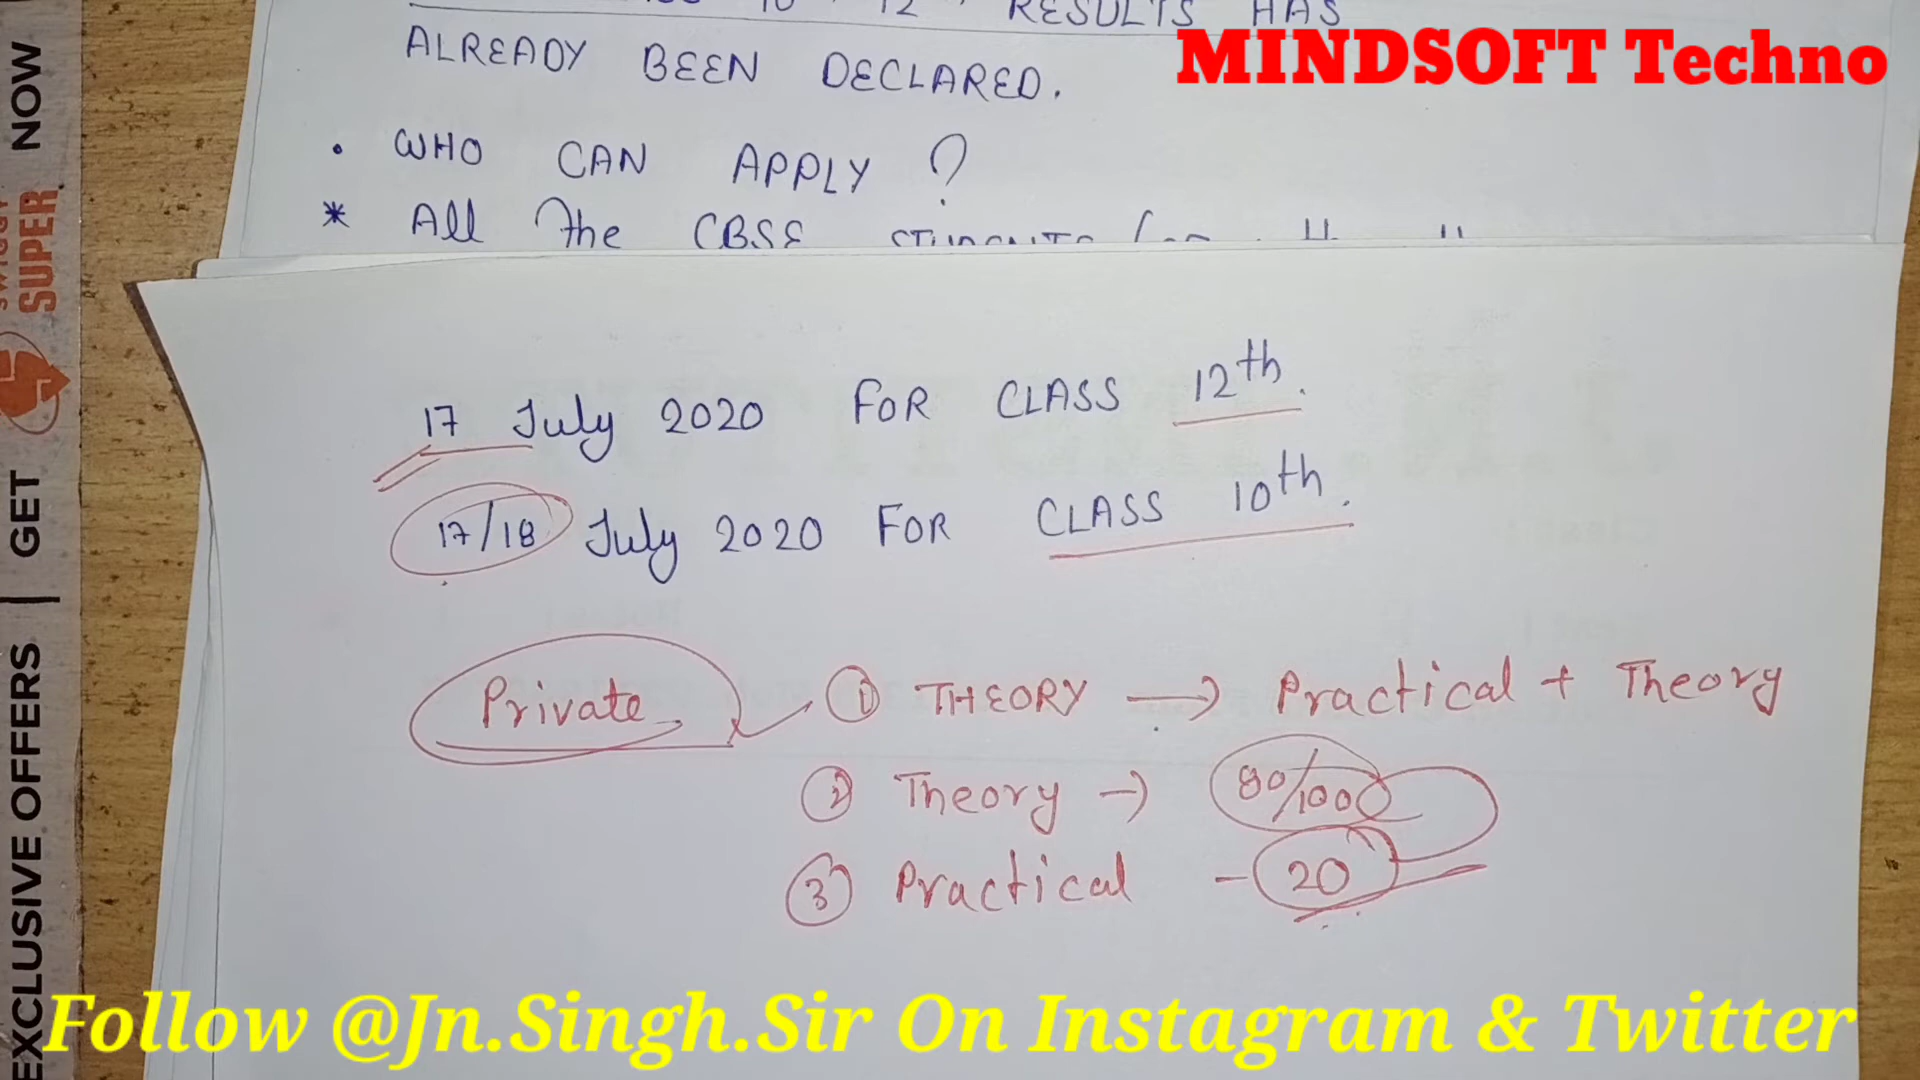 RESULTS HAS
ALREADY BEEN DECLARED.
MINDSOFT Techno
• WHO CAN APPLY ?
* All The CBSE STUDENTS
17 July 2020 FOR CLASS 12th.
17/18 July 2020 FOR CLASS 10th.
Private ① THEORY → Practical + Theory
② Theory → 80/100
③ Practical - 20
EXCLUSIVE OFFERS | GET SUPER NOW
Follow @Jn.Singh.Sir On Instagram & Twitter